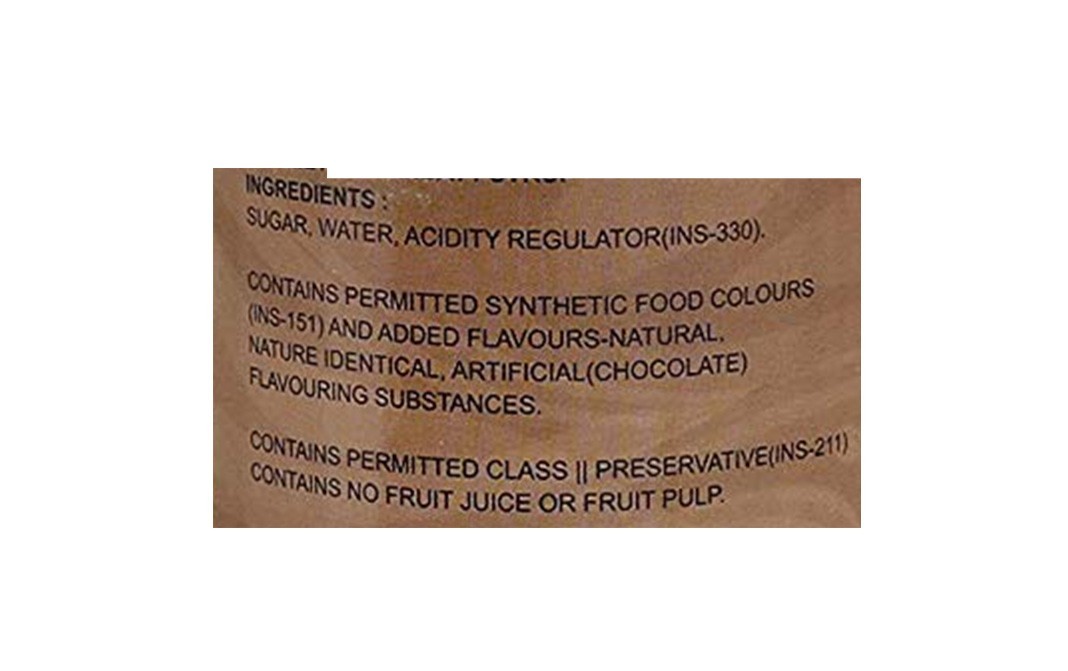 INGREDIENTS :
SUGAR, WATER, ACIDITY REGULATOR(INS-330).
CONTAINS PERMITTED SYNTHETIC FOOD COLOURS
(INS-151) AND ADDED FLAVOURS-NATURAL,
NATURE IDENTICAL, ARTIFICIAL(CHOCOLATE)
FLAVOURING SUBSTANCES.
CONTAINS PERMITTED CLASS || PRESERVATIVE(INS-211)
CONTAINS NO FRUIT JUICE OR FRUIT PULP.